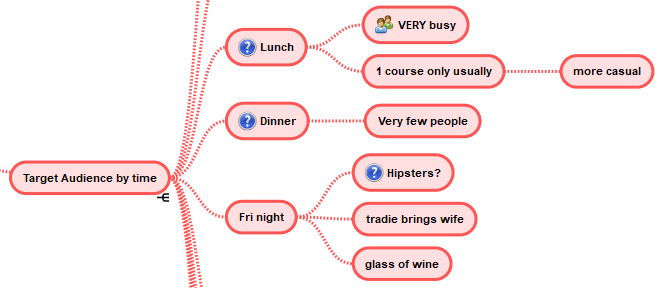 Target Audience by time
Lunch
VERY busy
1 course only usually
more casual
Dinner
Very few people
Fri night
Hipsters?
tradie brings wife
glass of wine